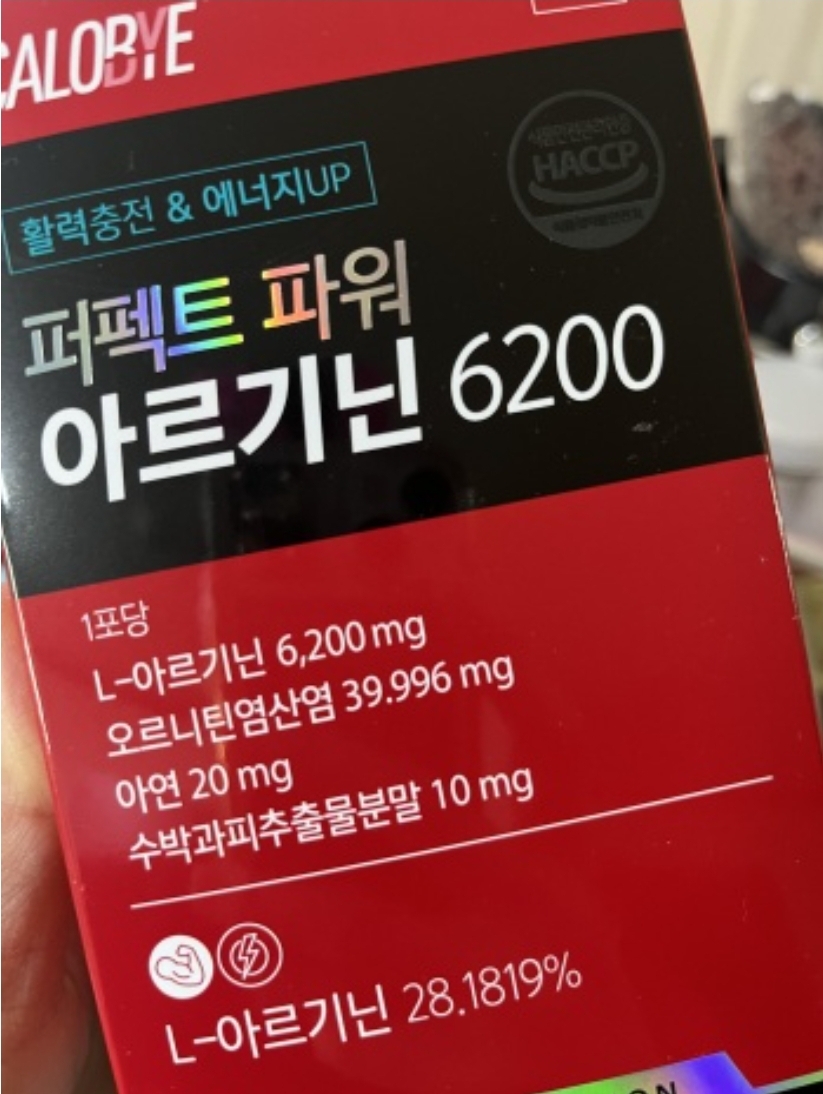 CALOBYE
HACCP
활력충전 & 에너지UP
퍼펙트 파워
아르기닌 6200
1포당
L-아르기닌 6,200 mg
오르니틴염산염 39.996 mg
아연 20 mg
수박과피추출물분말 10 mg
L-아르기닌 28.1819%